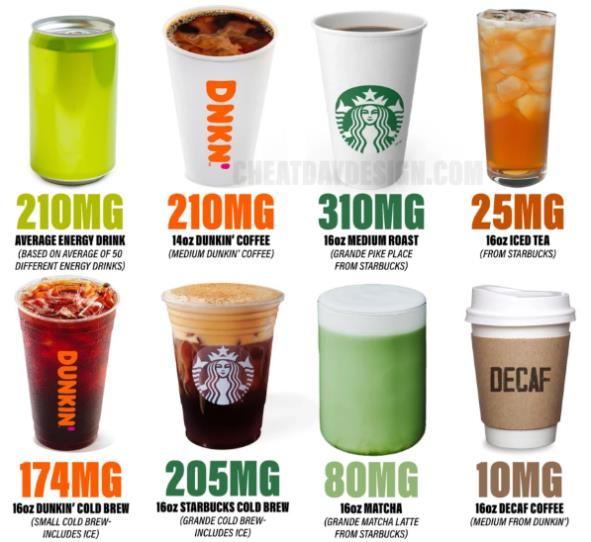 DNKN'
CHEATDAYDESIGN.COM
210MG
AVERAGE ENERGY DRINK
(BASED ON AVERAGE OF 50
DIFFERENT ENERGY DRINKS)
210MG
14oz DUNKIN' COFFEE
(MEDIUM DUNKIN' COFFEE)
310MG
16oz MEDIUM ROAST
(GRANDE PIKE PLACE
FROM STARBUCKS)
25MG
16oz ICED TEA
(FROM STARBUCKS)
DUNKIN'
DECAF
174MG
16oz DUNKIN' COLD BREW
(SMALL COLD BREW-
INCLUDES ICE)
205MG
16oz STARBUCKS COLD BREW
(GRANDE COLD BREW-
INCLUDES ICE)
80MG
16oz MATCHA
(GRANDE MATCHA LATTE
FROM STARBUCKS)
10MG
16oz DECAF COFFEE
(MEDIUM FROM DUNKIN")